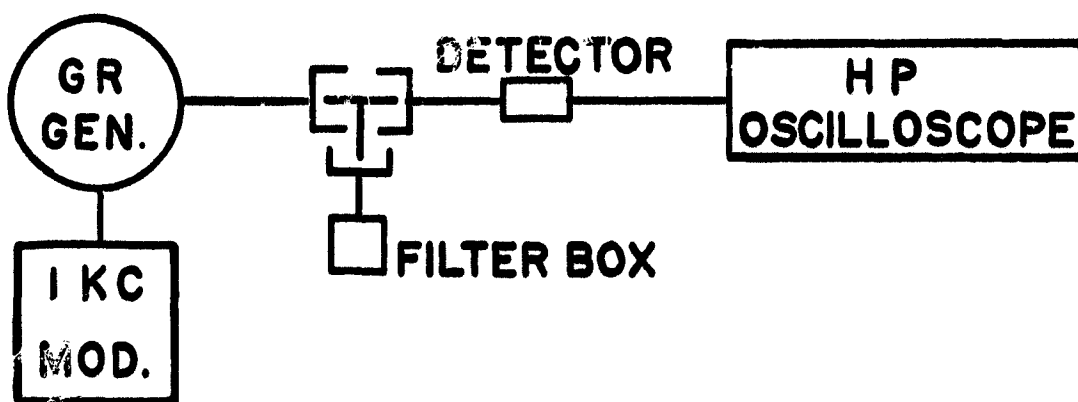 GR
GEN.
DETECTOR
HP
OSCILLOSCOPE
FILTER BOX
1 KC
MOD.